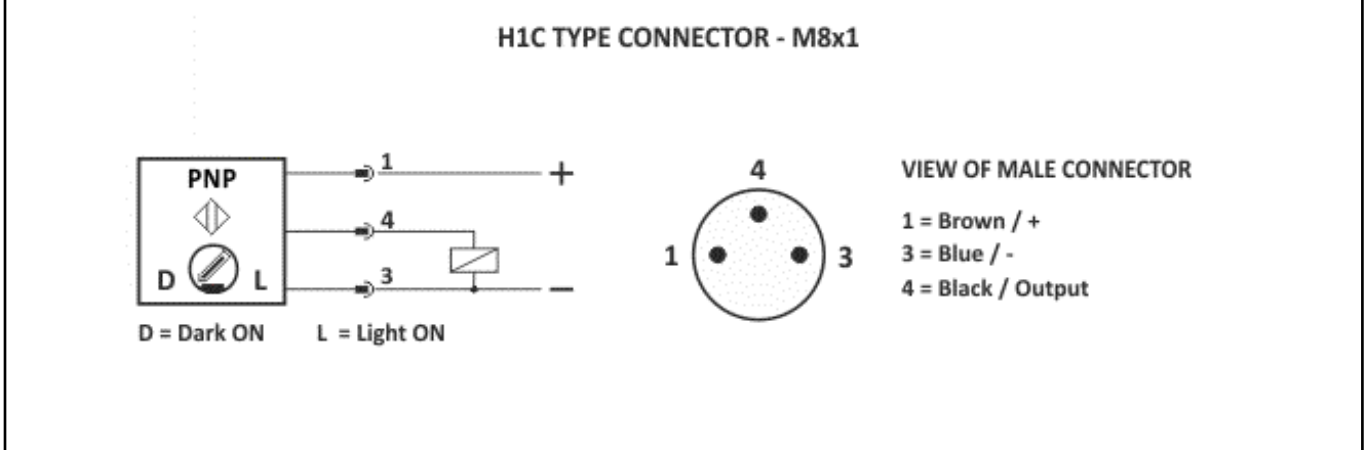 H1C TYPE CONNECTOR - M8x1
PNP
D L
D = Dark ON L = Light ON
1 +
4
3 −
4
1 3
VIEW OF MALE CONNECTOR
1 = Brown / +
3 = Blue / -
4 = Black / Output